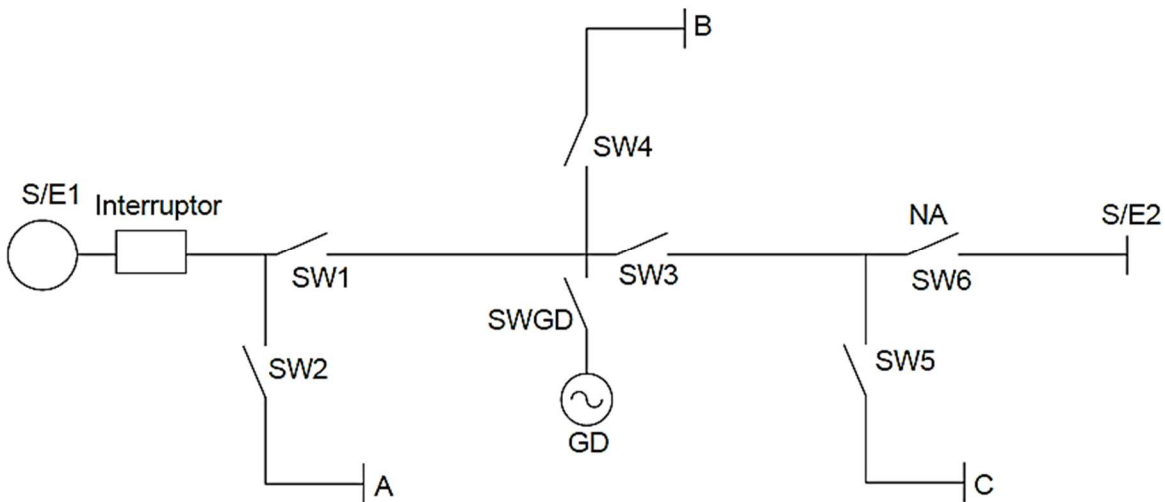 B
SW4
S/E1
Interruptor
NA
S/E2
SW1
SW3
SW6
SWGD
SW2
SW5
GD
A
C